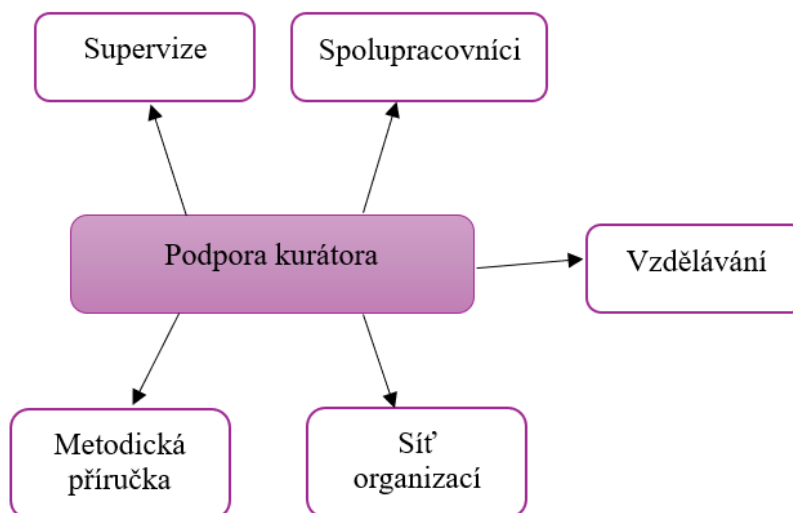 Supervize
Spolupracovníci
Podpora kurátora
Vzdělávání
Metodická
příručka
Síť
organizací